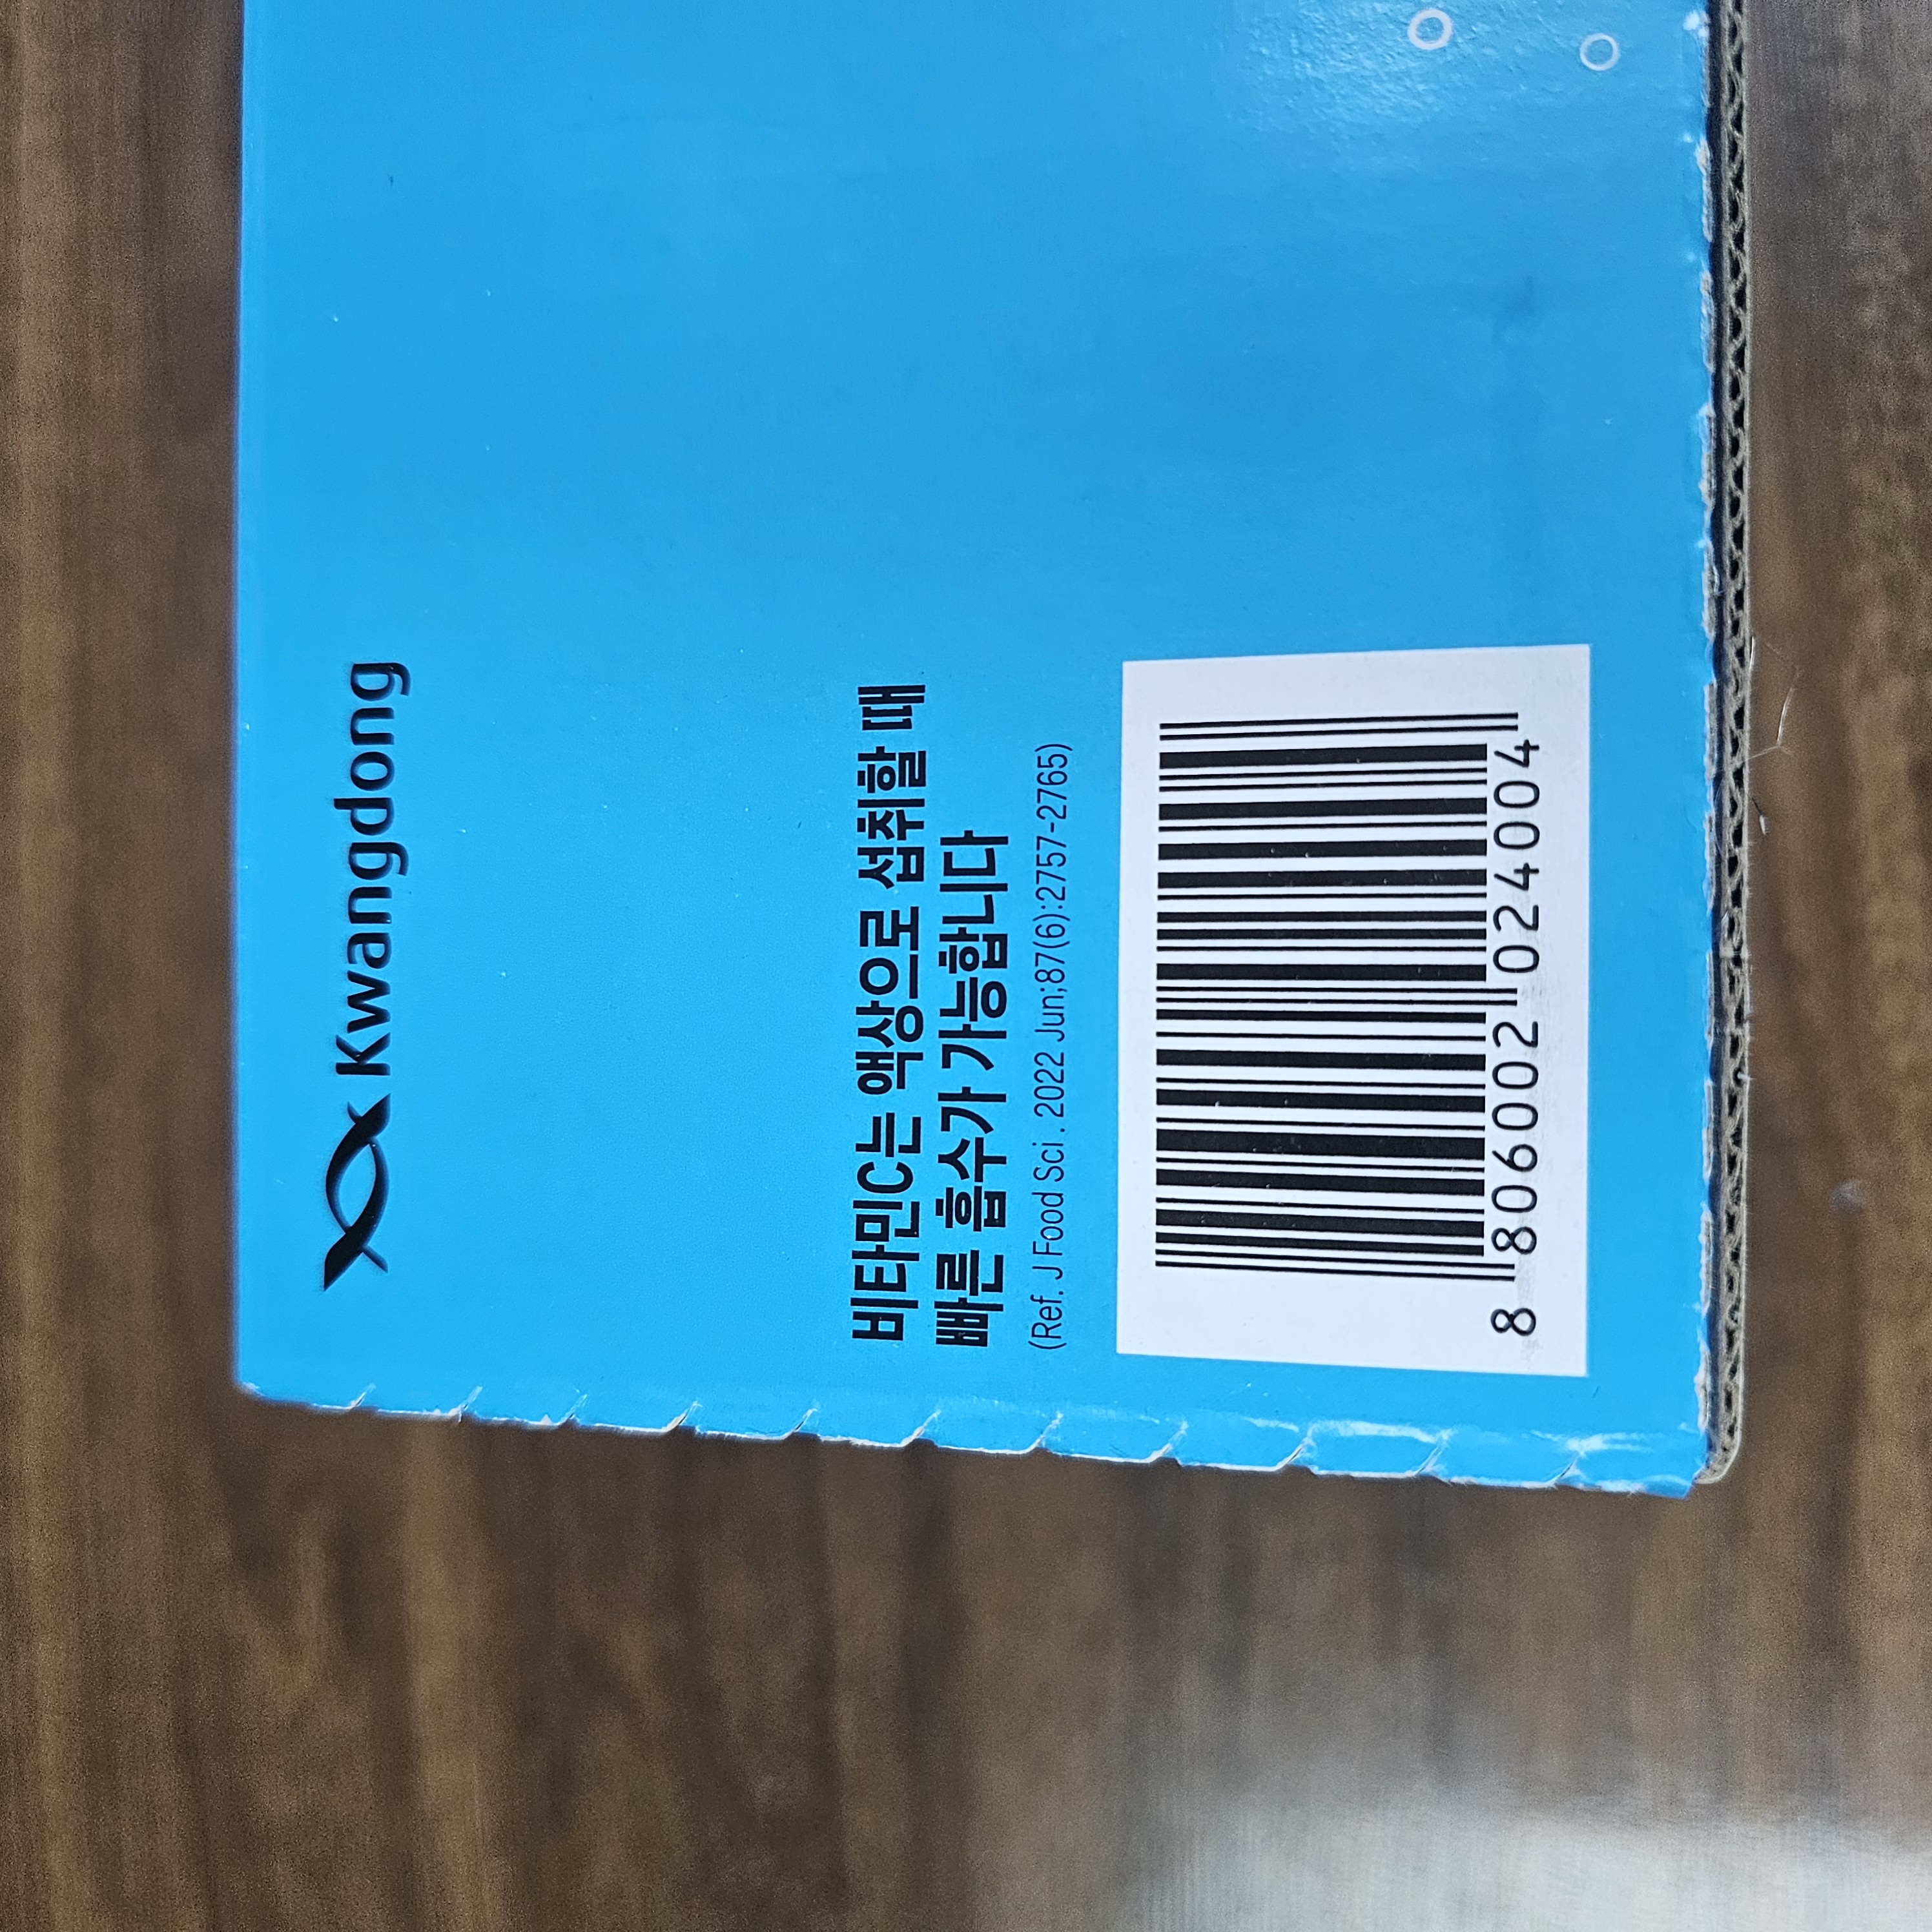 Kwangdong
비타민C는 액상으로 섭취할 때
빠른 흡수가 가능합니다
(Ref. J Food Sci. 2022 Jun;87(6):2757-2765)
8 806002 024004